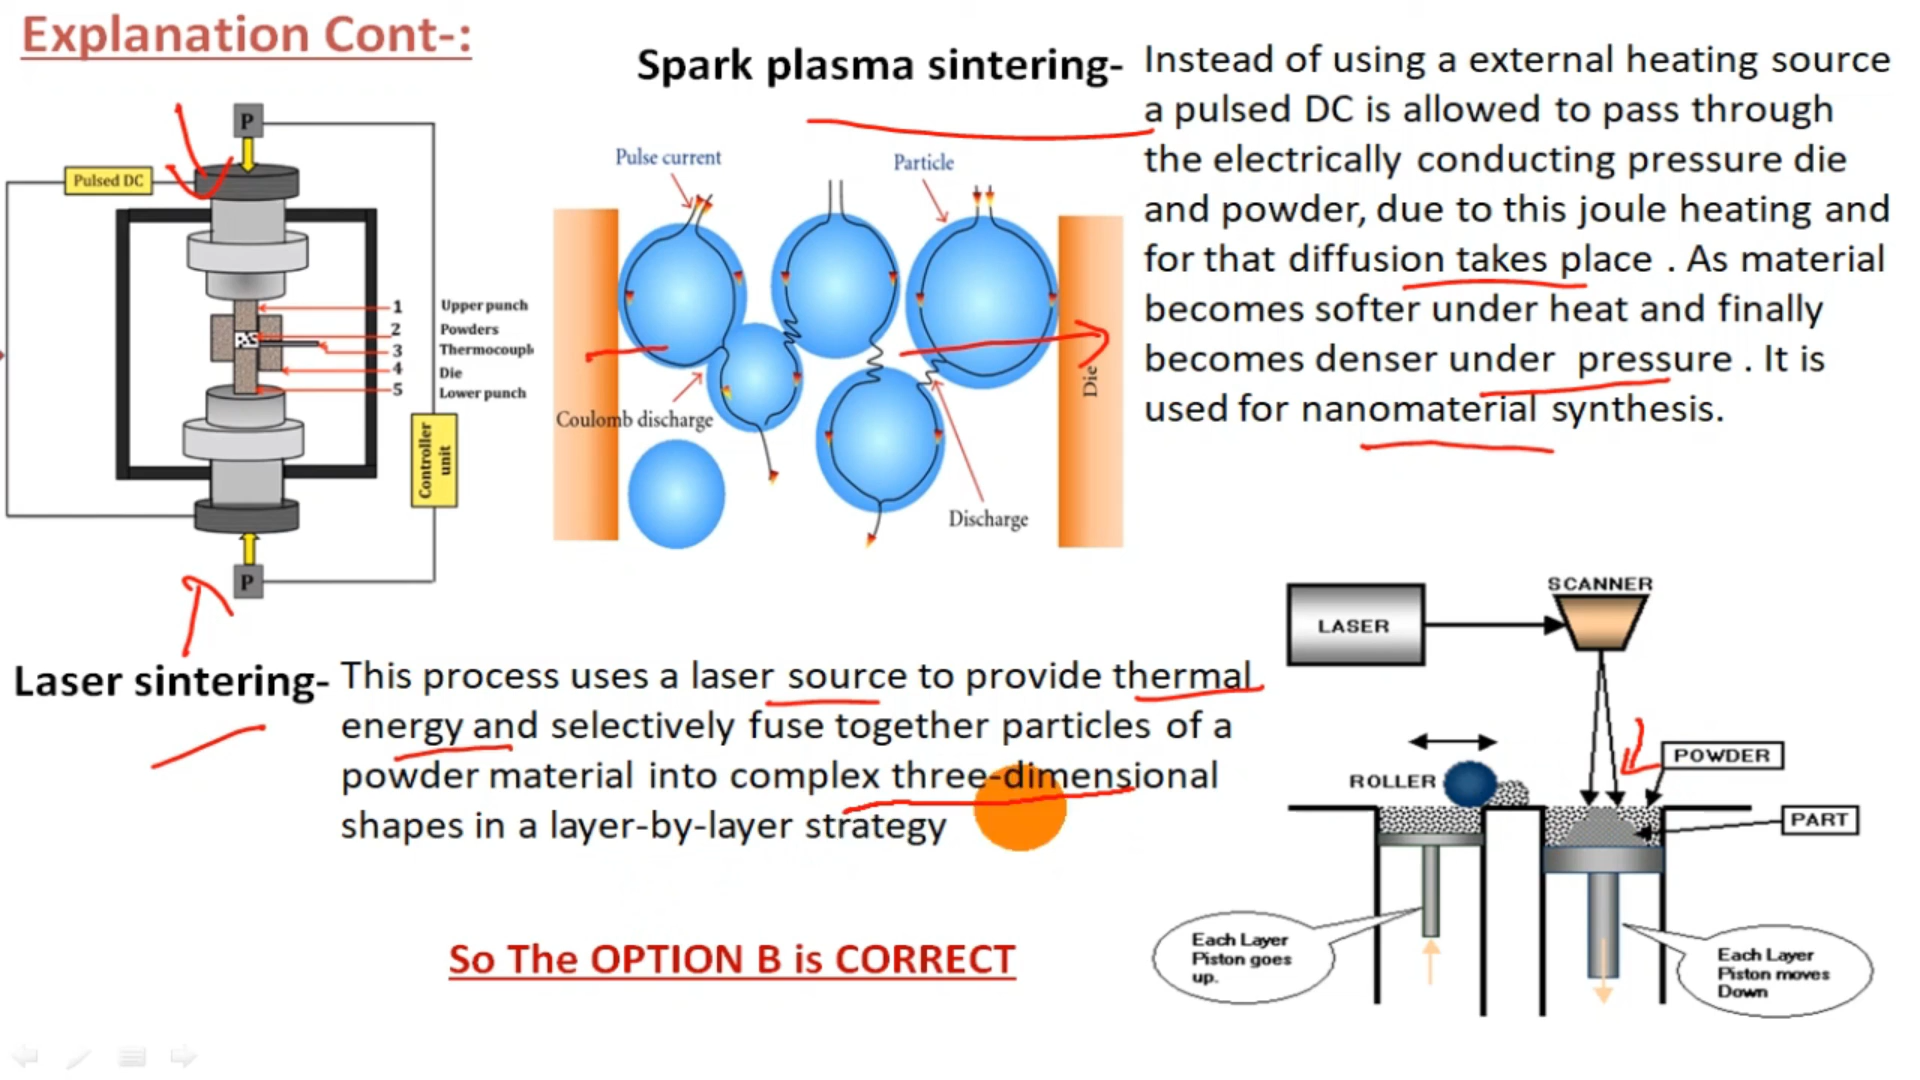 Explanation Cont-:
Spark plasma sintering-
Instead of using a external heating source
a pulsed DC is allowed to pass through
the electrically conducting pressure die
and powder, due to this joule heating and
for that diffusion takes place . As material
becomes softer under heat and finally
becomes denser under pressure . It is
used for nanomaterial synthesis.
P
Pulsed DC
1 Upper punch
2 Powders
3 Thermocoupl
4 Die
5 Lower punch
Controller
unit
P
Pulse current
Particle
Coulomb discharge
Discharge
Die
Laser sintering-
This process uses a laser source to provide thermal
energy and selectively fuse together particles of a
powder material into complex three-dimensional
shapes in a layer-by-layer strategy
So The OPTION B is CORRECT
SCANNER
LASER
ROLLER
POWDER
PART
Each Layer
Piston goes
up.
Each Layer
Piston moves
Down